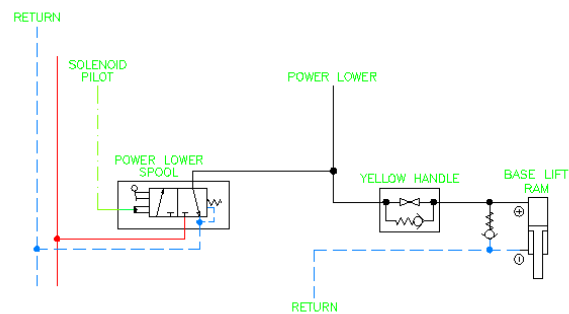 RETURN
SOLENOID
PILOT
POWER LOWER
POWER LOWER
SPOOL
YELLOW HANDLE
BASE LIFT
RAM
RETURN